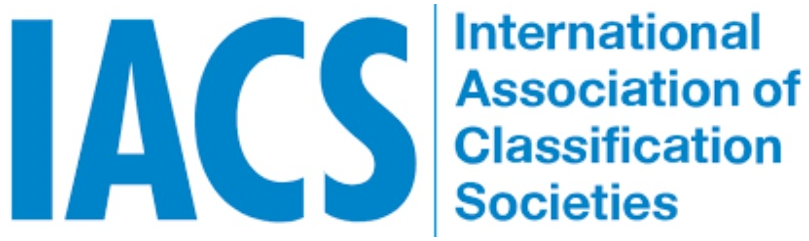 IACS
International
Association of
Classification
Societies